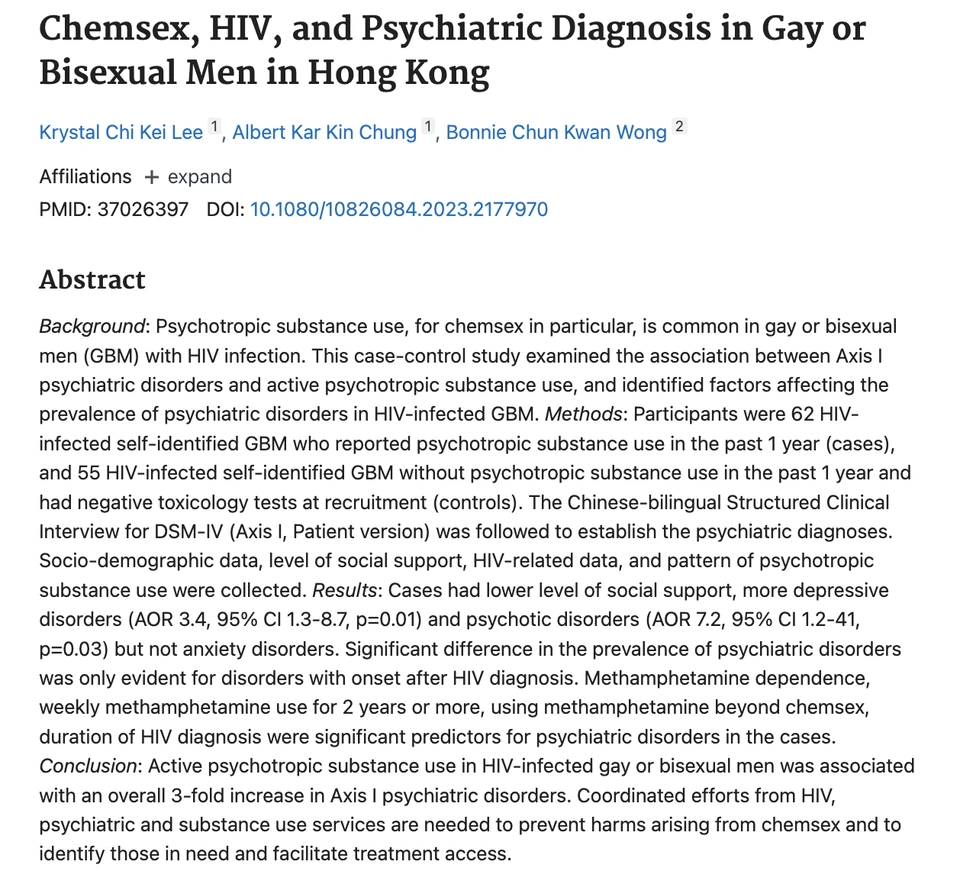 Chemsex, HIV, and Psychiatric Diagnosis in Gay or
Bisexual Men in Hong Kong
Krystal Chi Kei Lee 1, Albert Kar Kin Chung 1, Bonnie Chun Kwan Wong 2
Affiliations + expand
PMID: 37026397 DOI: 10.1080/10826084.2023.2177970
Abstract
Background: Psychotropic substance use, for chemsex in particular, is common in gay or bisexual
men (GBM) with HIV infection. This case-control study examined the association between Axis I
psychiatric disorders and active psychotropic substance use, and identified factors affecting the
prevalence of psychiatric disorders in HIV-infected GBM. Methods: Participants were 62 HIV-
infected self-identified GBM who reported psychotropic substance use in the past 1 year (cases),
and 55 HIV-infected self-identified GBM without psychotropic substance use in the past 1 year and
had negative toxicology tests at recruitment (controls). The Chinese-bilingual Structured Clinical
Interview for DSM-IV (Axis I, Patient version) was followed to establish the psychiatric diagnoses.
Socio-demographic data, level of social support, HIV-related data, and pattern of psychotropic
substance use were collected. Results: Cases had lower level of social support, more depressive
disorders (AOR 3.4, 95% CI 1.3-8.7, p=0.01) and psychotic disorders (AOR 7.2, 95% CI 1.2-41,
p=0.03) but not anxiety disorders. Significant difference in the prevalence of psychiatric disorders
was only evident for disorders with onset after HIV diagnosis. Methamphetamine dependence,
weekly methamphetamine use for 2 years or more, using methamphetamine beyond chemsex,
duration of HIV diagnosis were significant predictors for psychiatric disorders in the cases.
Conclusion: Active psychotropic substance use in HIV-infected gay or bisexual men was associated
with an overall 3-fold increase in Axis I psychiatric disorders. Coordinated efforts from HIV,
psychiatric and substance use services are needed to prevent harms arising from chemsex and to
identify those in need and facilitate treatment access.